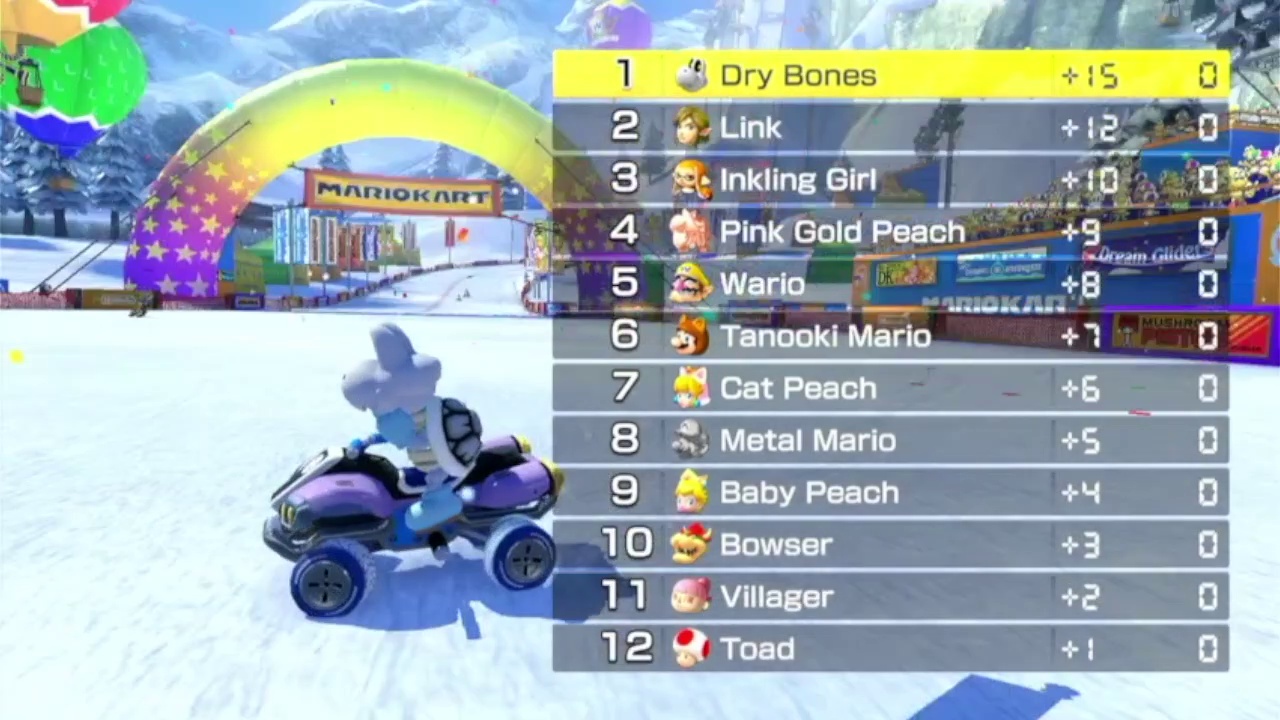 MARIOKART
1 Dry Bones +15 0
2 Link +12 0
3 Inkling Girl +10 0
4 Pink Gold Peach +9 0
5 Wario +8 0
6 Tanooki Mario +7 0
7 Cat Peach +6 0
8 Metal Mario +5 0
9 Baby Peach +4 0
10 Bowser +3 0
11 Villager +2 0
12 Toad +1 0
Dream Glider
DK
MARIOKART